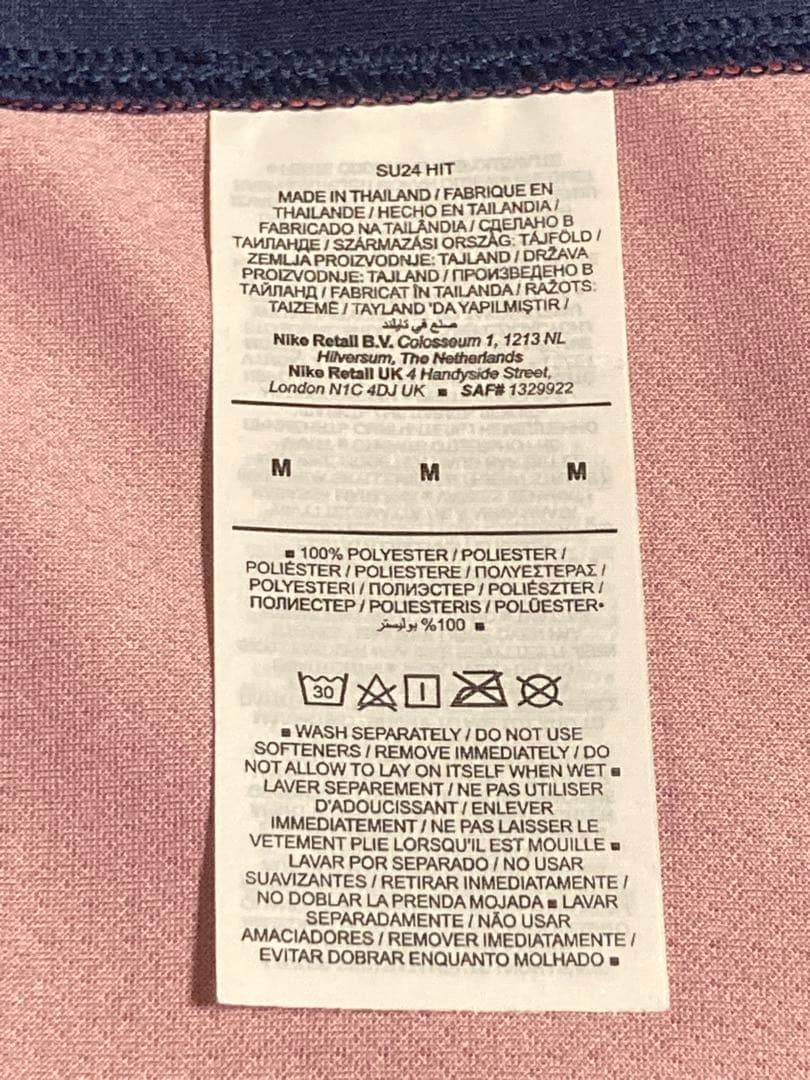 SU24 HIT
MADE IN THAILAND / FABRIQUE EN
THAILANDE / HECHO EN TAILANDIA /
FABRICADO NA TAILÂNDIA / СДЕЛАНО В
ТАИЛАНДЕ / SZÁRMAZÁSI ORSZÁG: TÁJFÖLD /
ZEMLJA PROIZVODNJE: TAJLAND / DRŽAVA
PROIZVODNJE: TAJLAND / ПРОИЗВЕДЕНО В
ТАЙЛАНД / FABRICAT ÎN TAILANDA / RAŽOTS:
TAIZEMĒ / TAYLAND 'DA YAPILMIŞTIR /
صنع في تايلند
Nike Retail B.V. Colosseum 1, 1213 NL
Hilversum, The Netherlands
Nike Retail UK 4 Handyside Street,
London N1C 4DJ UK ■ SAF# 1329922
M M M
■ 100% POLYESTER / POLIESTER /
POLIÉSTER / POLIESTERE / ΠΟΛΥΕΣΤΕΡΑΣ /
POLYESTERI / ПОЛИЭСТЕР / POLIÉSZTER /
ПОЛИЕСТЕР / POLIESTERIS / POLÜESTER•
100% بوليستر ■
30
■ WASH SEPARATELY / DO NOT USE
SOFTENERS / REMOVE IMMEDIATELY / DO
NOT ALLOW TO LAY ON ITSELF WHEN WET ■
LAVER SEPAREMENT / NE PAS UTILISER
D'ADOUCISSANT / ENLEVER
IMMEDIATEMENT / NE PAS LAISSER LE
VETEMENT PLIE LORSQU'IL EST MOUILLE ■
LAVAR POR SEPARADO / NO USAR
SUAVIZANTES / RETIRAR INMEDIATAMENTE /
NO DOBLAR LA PRENDA MOJADA ■ LAVAR
SEPARADAMENTE / NÃO USAR
AMACIADORES / REMOVER IMEDIATAMENTE /
EVITAR DOBRAR ENQUANTO MOLHADO ■